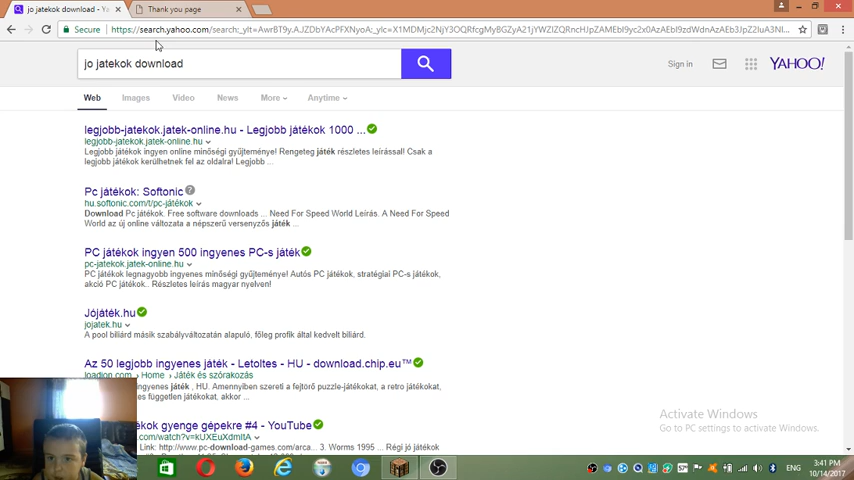 jo jatekok download - Y
Thank you page
Secure
https://search.yahoo.com/search;_ylt=
jo jatekok download
Sign in
YAHOO!
Web Images Video News More Anytime
legjobb-jatekok.jatek-online.hu - Legjobb játékok 1000 ...
legjobb-jatekok.jatek-online.hu
Legjobb játékok ingyen online minőségi gyűjteménye! Rengeteg játék részletes leírással! Csak a
legjobb játékok kerülhetnek fel az oldalra! Legjobb ...
Pc játékok: Softonic
hu.softonic.com/t/pc-játékok
Download Pc játékok. Free software downloads ... Need For Speed World Leírás. A Need For Speed
World az új online változata a népszerű versenyzős játék ...
PC játékok ingyen 500 ingyenes PC-s játék
pc-jatekok.jatek-online.hu
PC játékok legnagyobb ingyenes minőségi gyűjteménye! Autós PC játékok, stratégiai PC-s játékok,
akció PC játékok.. Részletes leírás magyar nyelven!
Jójáték.hu
jojatek.hu
A pool biliárd másik szabályváltozatán alapuló, főleg profik által kedvelt biliárd.
Az 50 legjobb ingyenes játék - Letoltes - HU - download.chip.eu™
loadion.com › Home › Játék és szórakozás
ingyenes játék , HU. Amennyiben szereti a fejtörő puzzle-játékokat, a retro játékokat,
mégis leginkább független játékokat, akkor ...
Activate Windows
Go to PC settings to activate Windows.
ok gyenge gépekre #4 - YouTube
.com/watch?v=kUXEuXdmItA
Link: http://www.pc-download-games.com/arca... 3. Worms 1995 ... Régi jó játékok
ENG
3:41 PM
10/14/2017